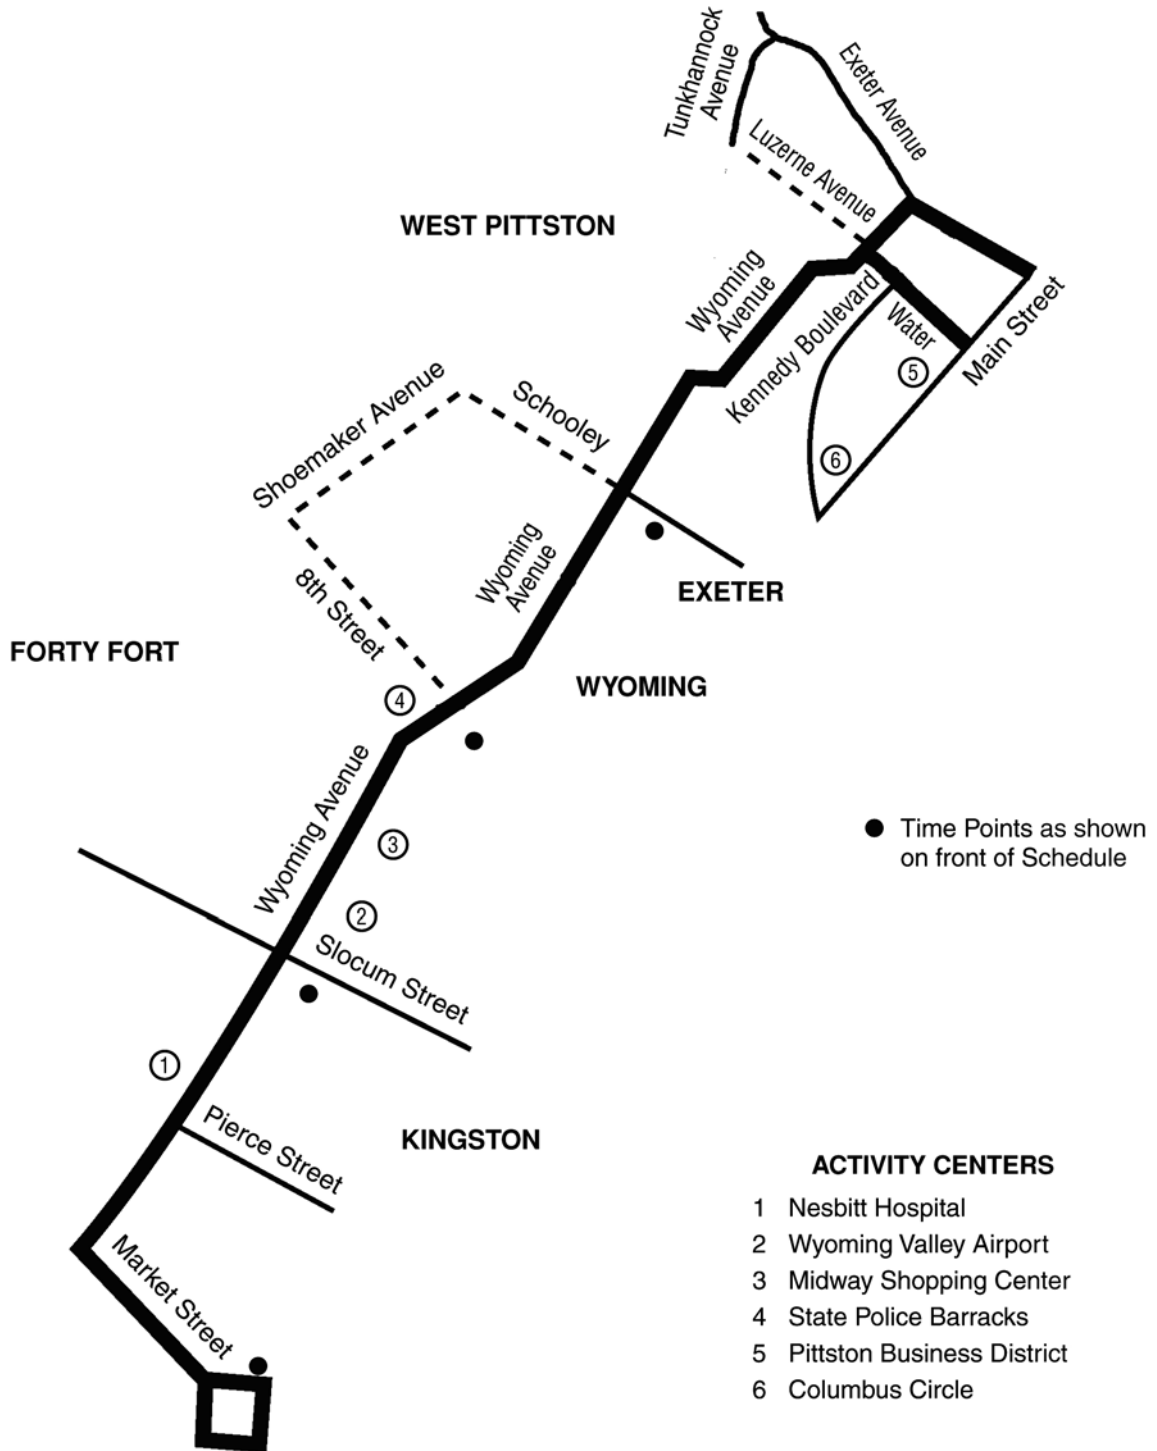 Tunkhannock
Avenue
Exeter Avenue
Luzerne Avenue
WEST PITTSTON
Wyoming
Avenue
Kennedy Boulevard
Water
Main Street
5
6
Shoemaker Avenue
Schooley
Wyoming
Avenue
8th Street
EXETER
FORTY FORT
WYOMING
4
Wyoming Avenue
3
2
Time Points as shown
on front of Schedule
Slocum Street
1
Pierce Street
KINGSTON
Market Street
ACTIVITY CENTERS
1 Nesbitt Hospital
2 Wyoming Valley Airport
3 Midway Shopping Center
4 State Police Barracks
5 Pittston Business District
6 Columbus Circle